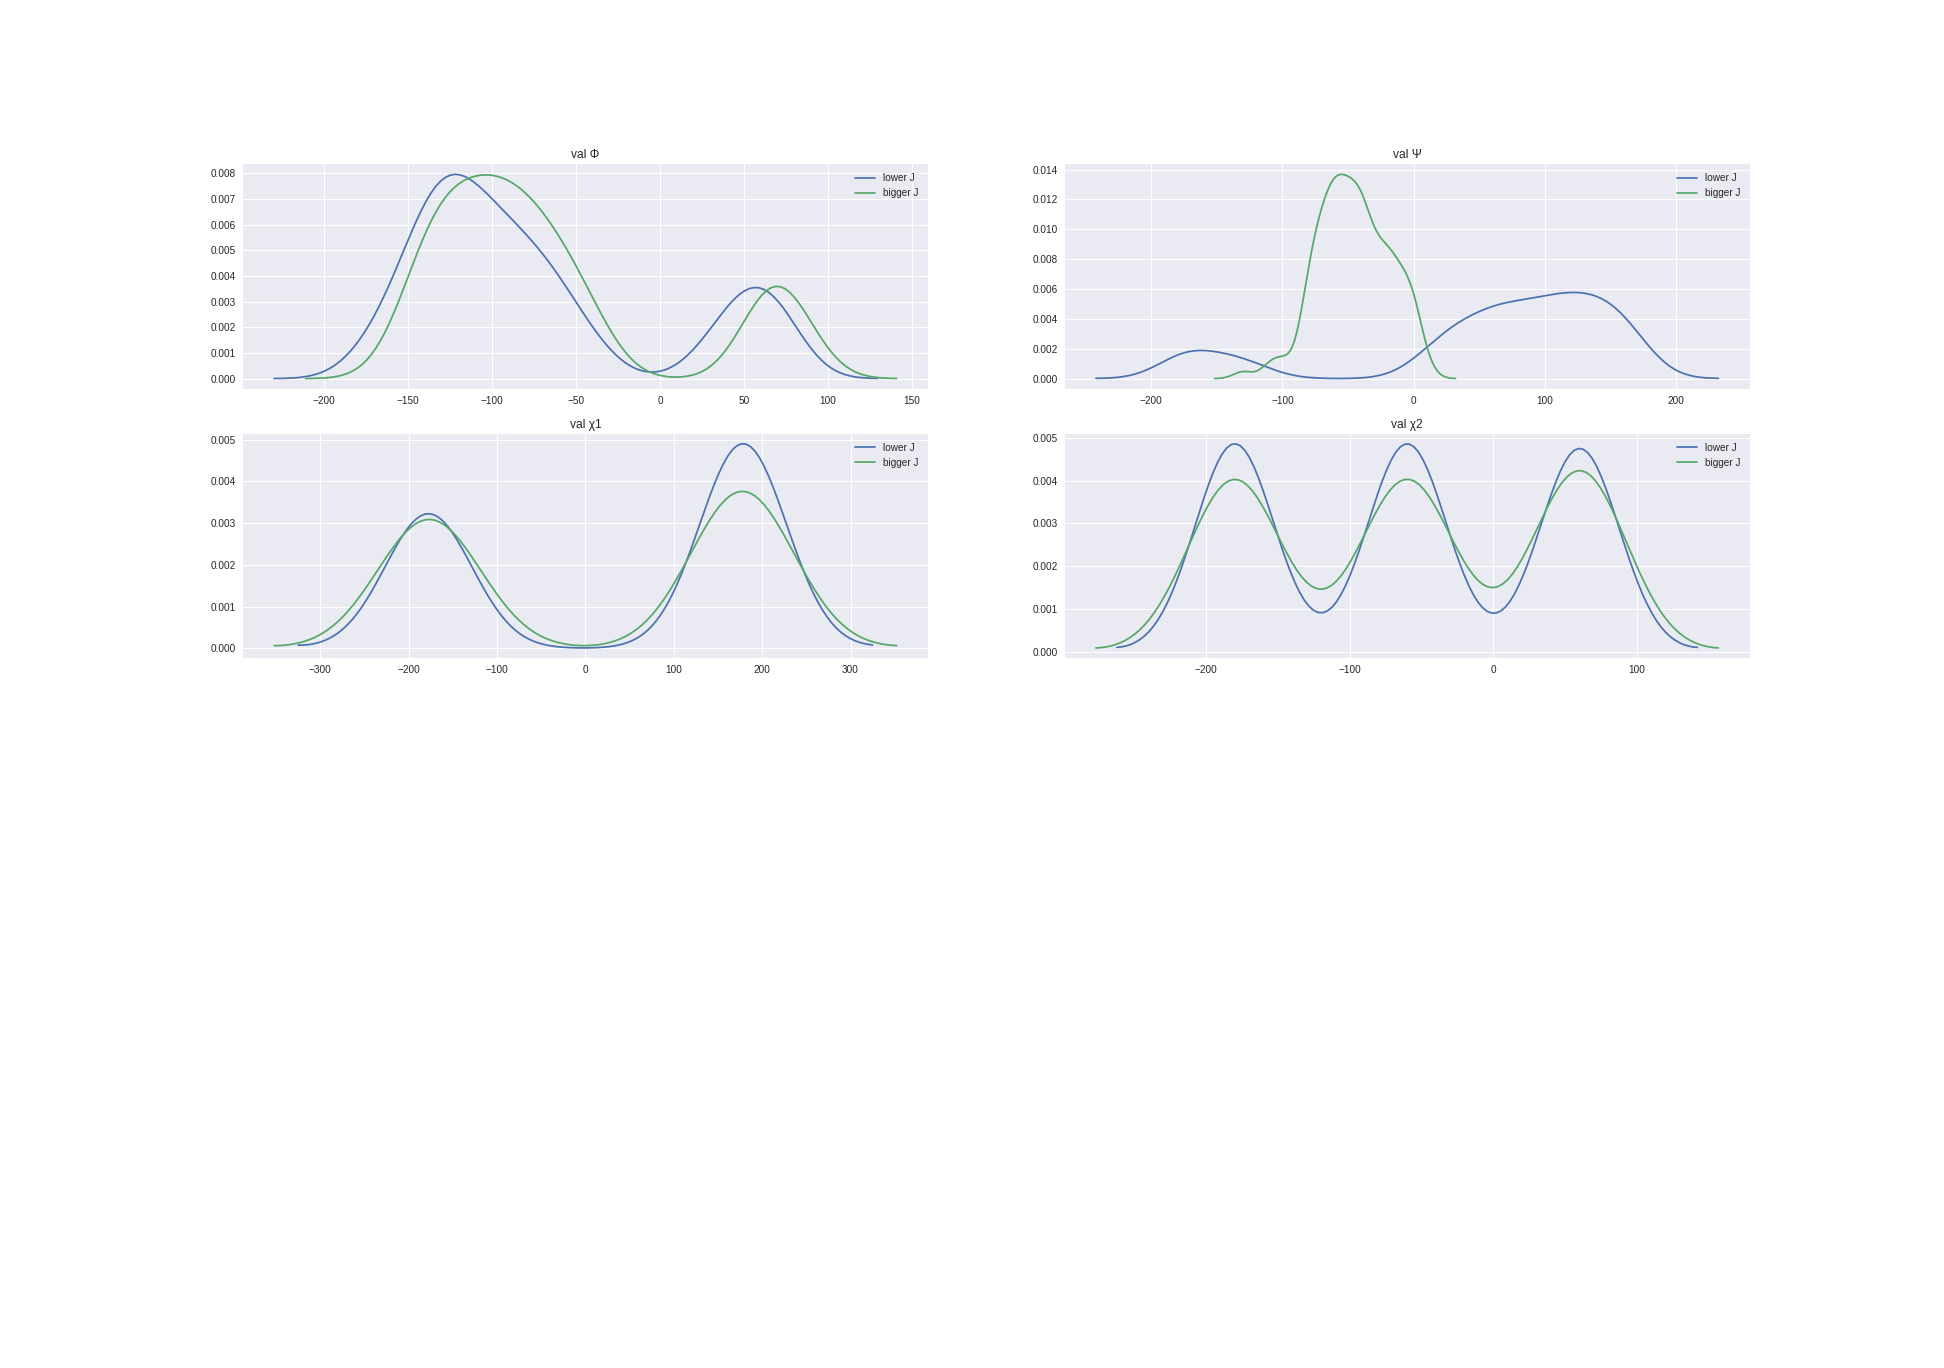 val Φ
0.008
0.007
0.006
0.005
0.004
0.003
0.002
0.001
0.000
−200 −150 −100 −50 0 50 100 150
lower J
bigger J
val Ψ
0.014
0.012
0.010
0.008
0.006
0.004
0.002
0.000
−200 −100 0 100 200
lower J
bigger J
val χ1
0.005
0.004
0.003
0.002
0.001
0.000
−300 −200 −100 0 100 200 300
lower J
bigger J
val χ2
0.005
0.004
0.003
0.002
0.001
0.000
−200 −100 0 100
lower J
bigger J